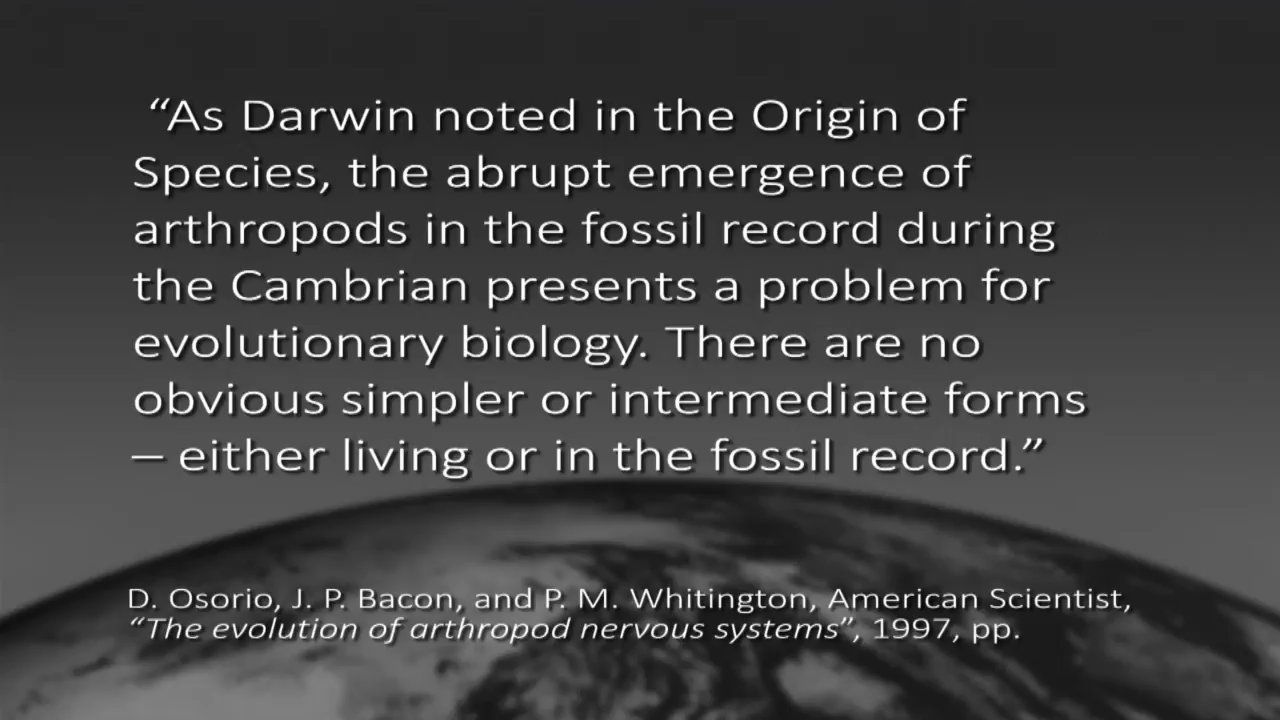 “As Darwin noted in the Origin of
Species, the abrupt emergence of
arthropods in the fossil record during
the Cambrian presents a problem for
evolutionary biology. There are no
obvious simpler or intermediate forms
– either living or in the fossil record.”
D. Osorio, J. P. Bacon, and P. M. Whitington, American Scientist,
“The evolution of arthropod nervous systems”, 1997, pp.